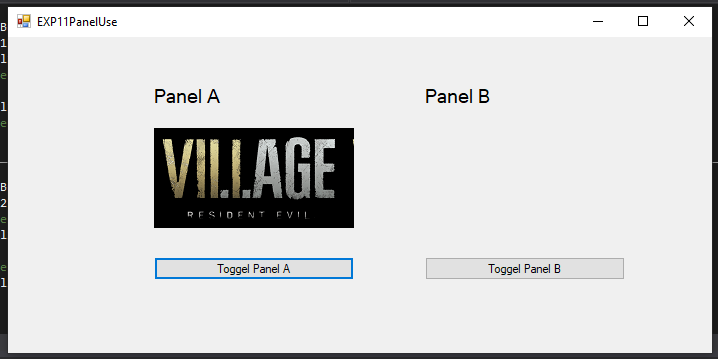 EXP11PanelUse
Panel A
Panel B
VILLAGE
RESIDENT EVIL
Toggel Panel A
Toggel Panel B